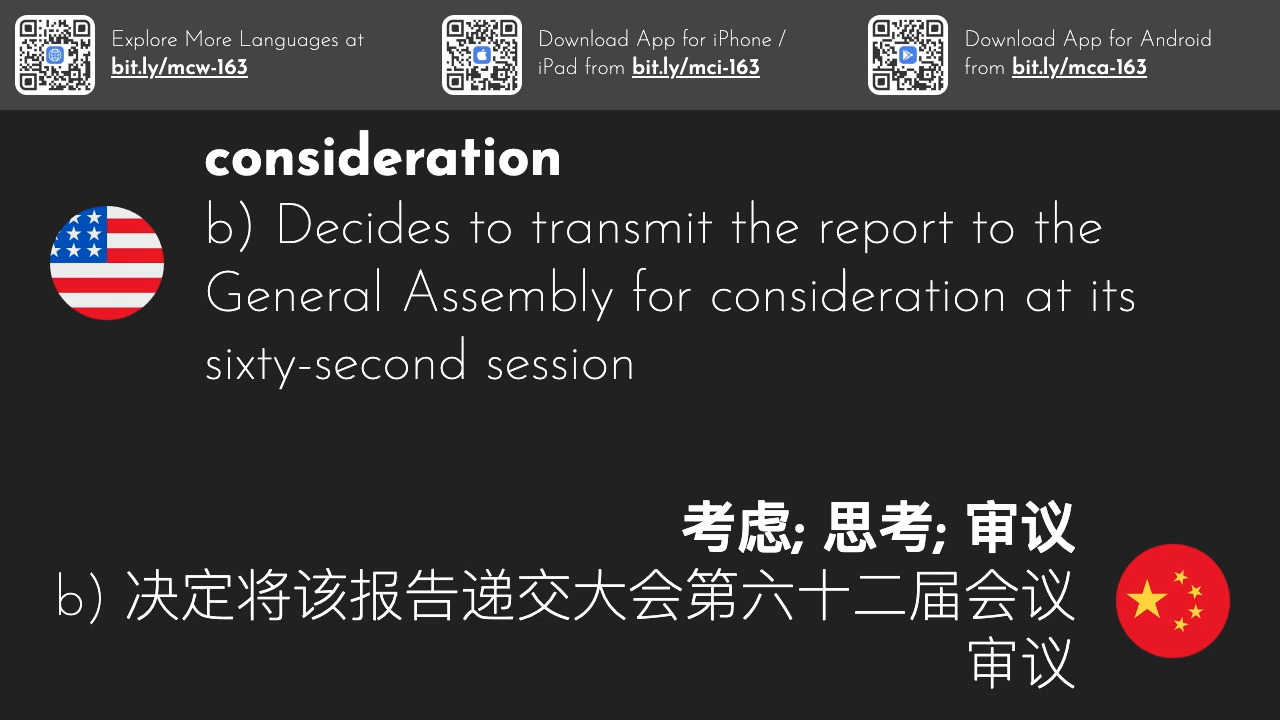 Explore More Languages at
bit.ly/mcw-163
Download App for iPhone /
iPad from bit.ly/mci-163
Download App for Android
from bit.ly/mca-163
consideration
b) Decides to transmit the report to the
General Assembly for consideration at its
sixty-second session
考虑; 思考; 审议
b) 决定将该报告递交大会第六十二届会议
审议